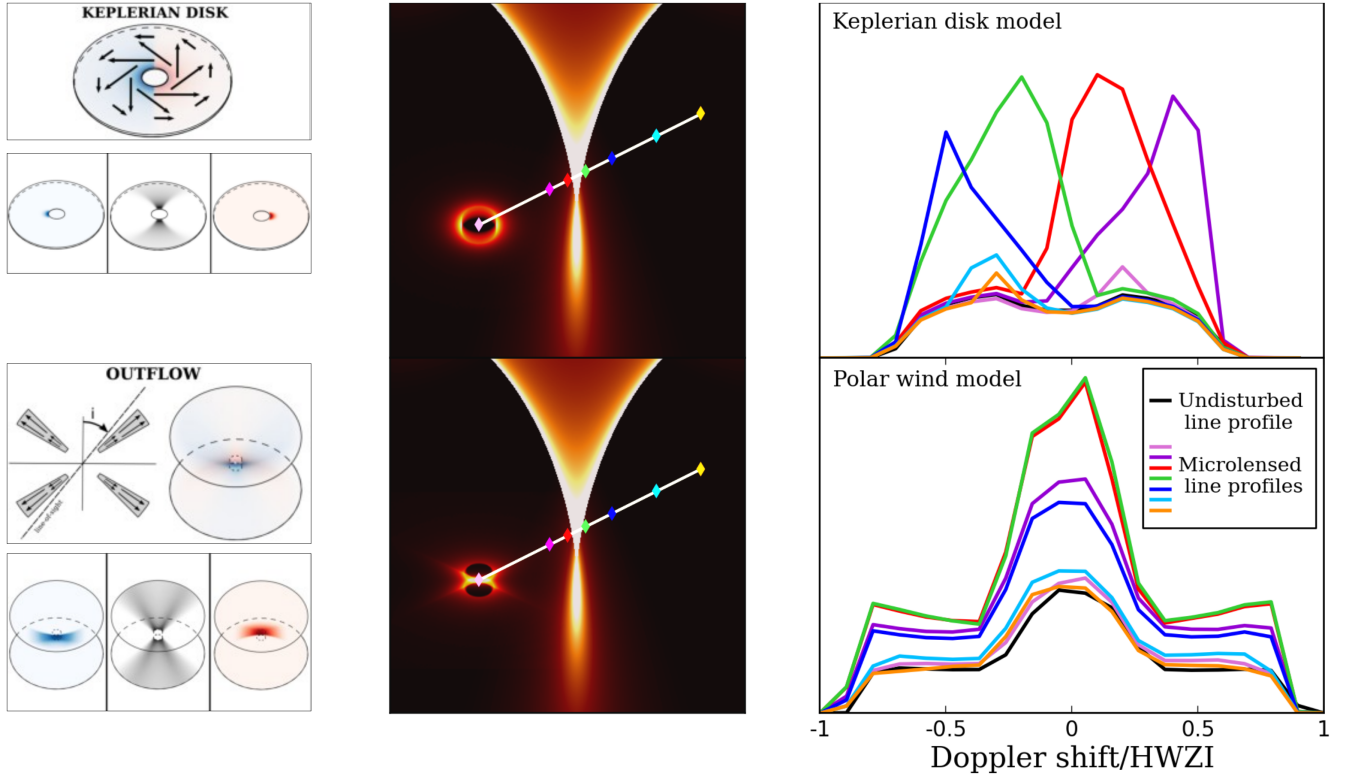 KEPLERIAN DISK
OUTFLOW
i
line-of-sight
Keplerian disk model
Polar wind model
Undisturbed
line profile
Microlensed
line profiles
-1
-0.5
0
0.5
1
Doppler shift/HWZI